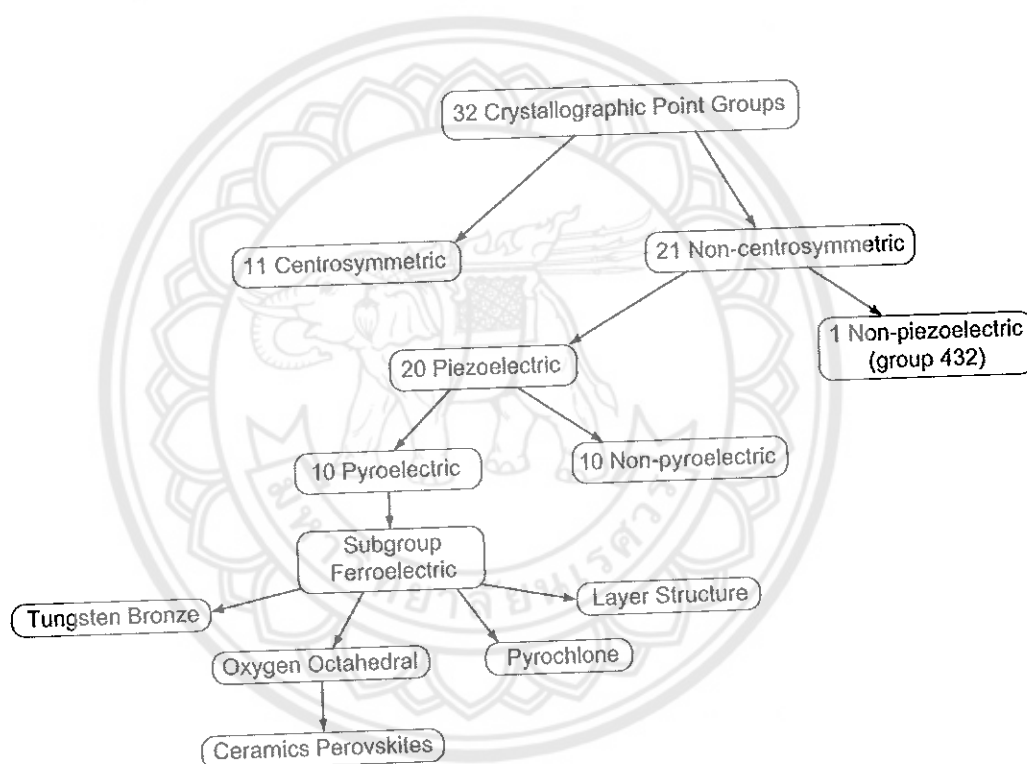 32 Crystallographic Point Groups
11 Centrosymmetric
21 Non-centrosymmetric
20 Piezoelectric
1 Non-piezoelectric
(group 432)
10 Pyroelectric
10 Non-pyroelectric
Subgroup
Ferroelectric
Tungsten Bronze
Layer Structure
Oxygen Octahedral
Pyrochlone
Ceramics Perovskites